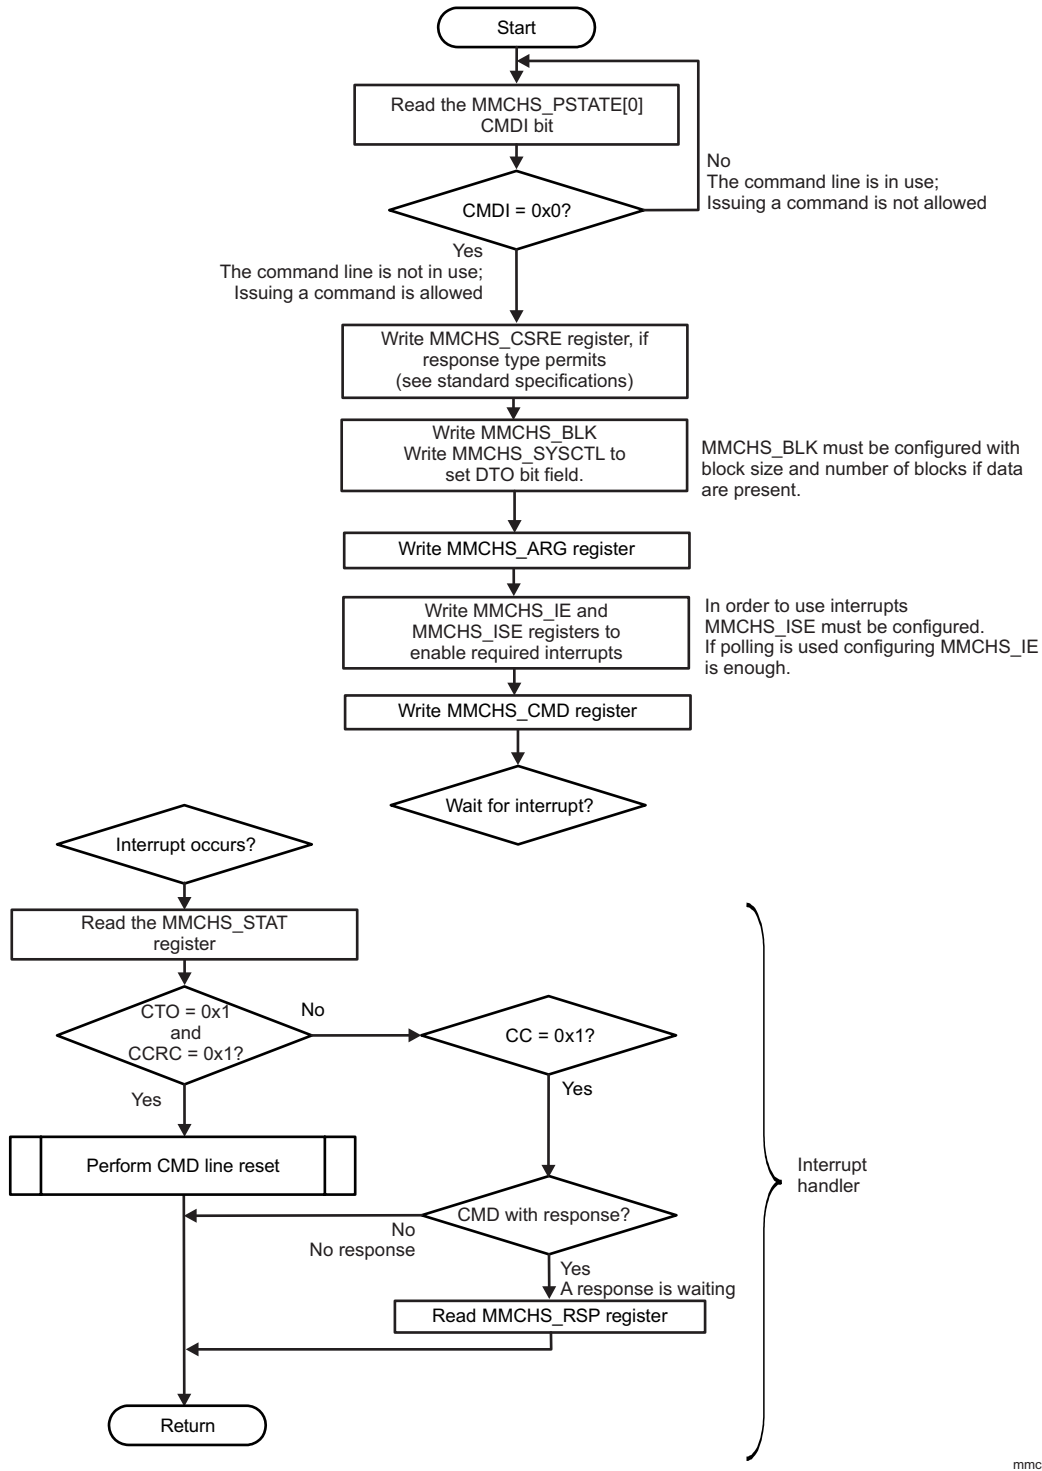 Start
Read the MMCHS_PSTATE[0]
CMDI bit
No
The command line is in use;
Issuing a command is not allowed
CMDI = 0x0?
Yes
The command line is not in use;
Issuing a command is allowed
Write MMCHS_CSRE register, if
response type permits
(see standard specifications)
Write MMCHS_BLK
Write MMCHS_SYSCTL to
set DTO bit field.
MMCHS_BLK must be configured with
block size and number of blocks if data
are present.
Write MMCHS_ARG register
Write MMCHS_IE and
MMCHS_ISE registers to
enable required interrupts
In order to use interrupts
MMCHS_ISE must be configured.
If polling is used configuring MMCHS_IE
is enough.
Write MMCHS_CMD register
Wait for interrupt?
Interrupt occurs?
Read the MMCHS_STAT
register
CTO = 0x1
and
CCRC = 0x1?
No
CC = 0x1?
Yes
Yes
Perform CMD line reset
CMD with response?
No
No response
Yes
A response is waiting
Read MMCHS_RSP register
Return
Interrupt
handler
mmc